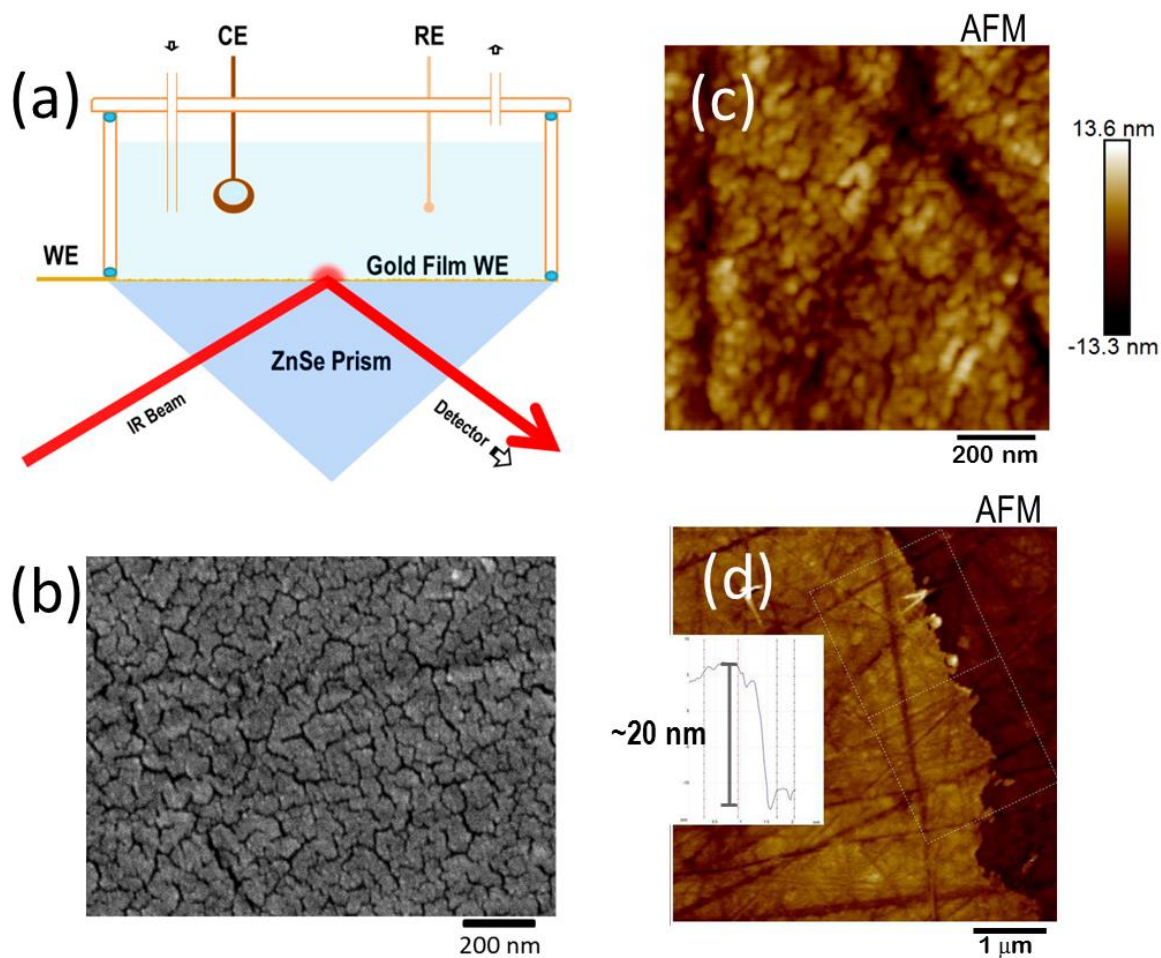 (a)
CE
RE
WE
Gold Film WE
ZnSe Prism
IR Beam
Detector
(b)
200 nm
AFM
(c)
13.6 nm
-13.3 nm
200 nm
AFM
(d)
~20 nm
1 μm